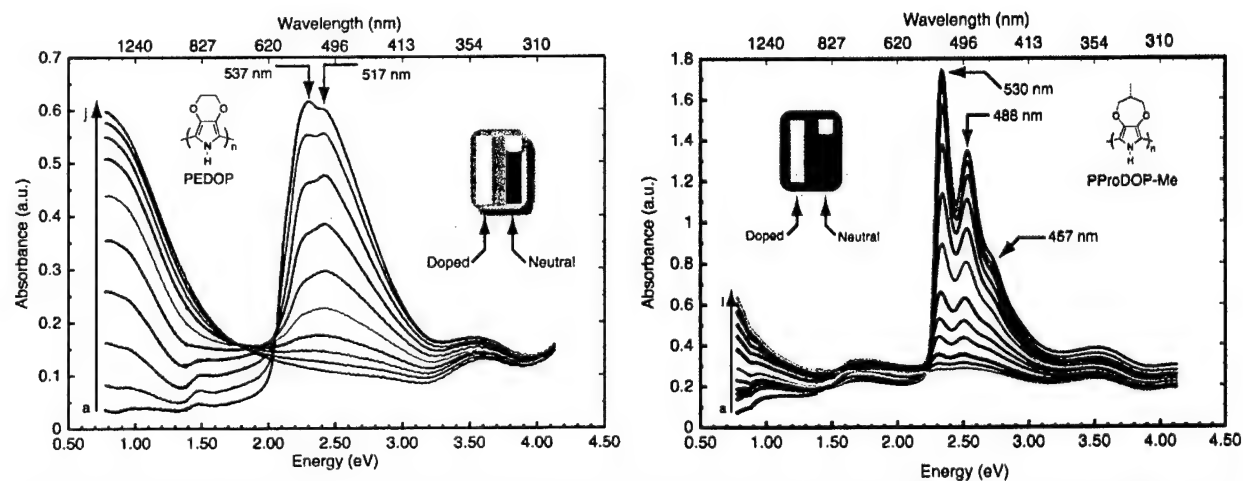 Wavelength (nm)
1240 827 620 496 413 354 310
0.7
0.6
0.5
0.4
0.3
0.2
0.1
0
537 nm
517 nm
j
a
O O
N
H
n
PEDOP
Doped
Neutral
Absorbance (a.u.)
0.50 1.00 1.50 2.00 2.50 3.00 3.50 4.00 4.50
Energy (eV)
Wavelength (nm)
1240 827 620 496 413 354 310
1.8
1.6
1.4
1.2
1.0
0.8
0.6
0.4
0.2
0
530 nm
488 nm
457 nm
O O
N
H
n
PProDOP-Me
Doped
Neutral
a
Absorbance (a.u.)
0.50 1.00 1.50 2.00 2.50 3.00 3.50 4.00 4.50
Energy (eV)